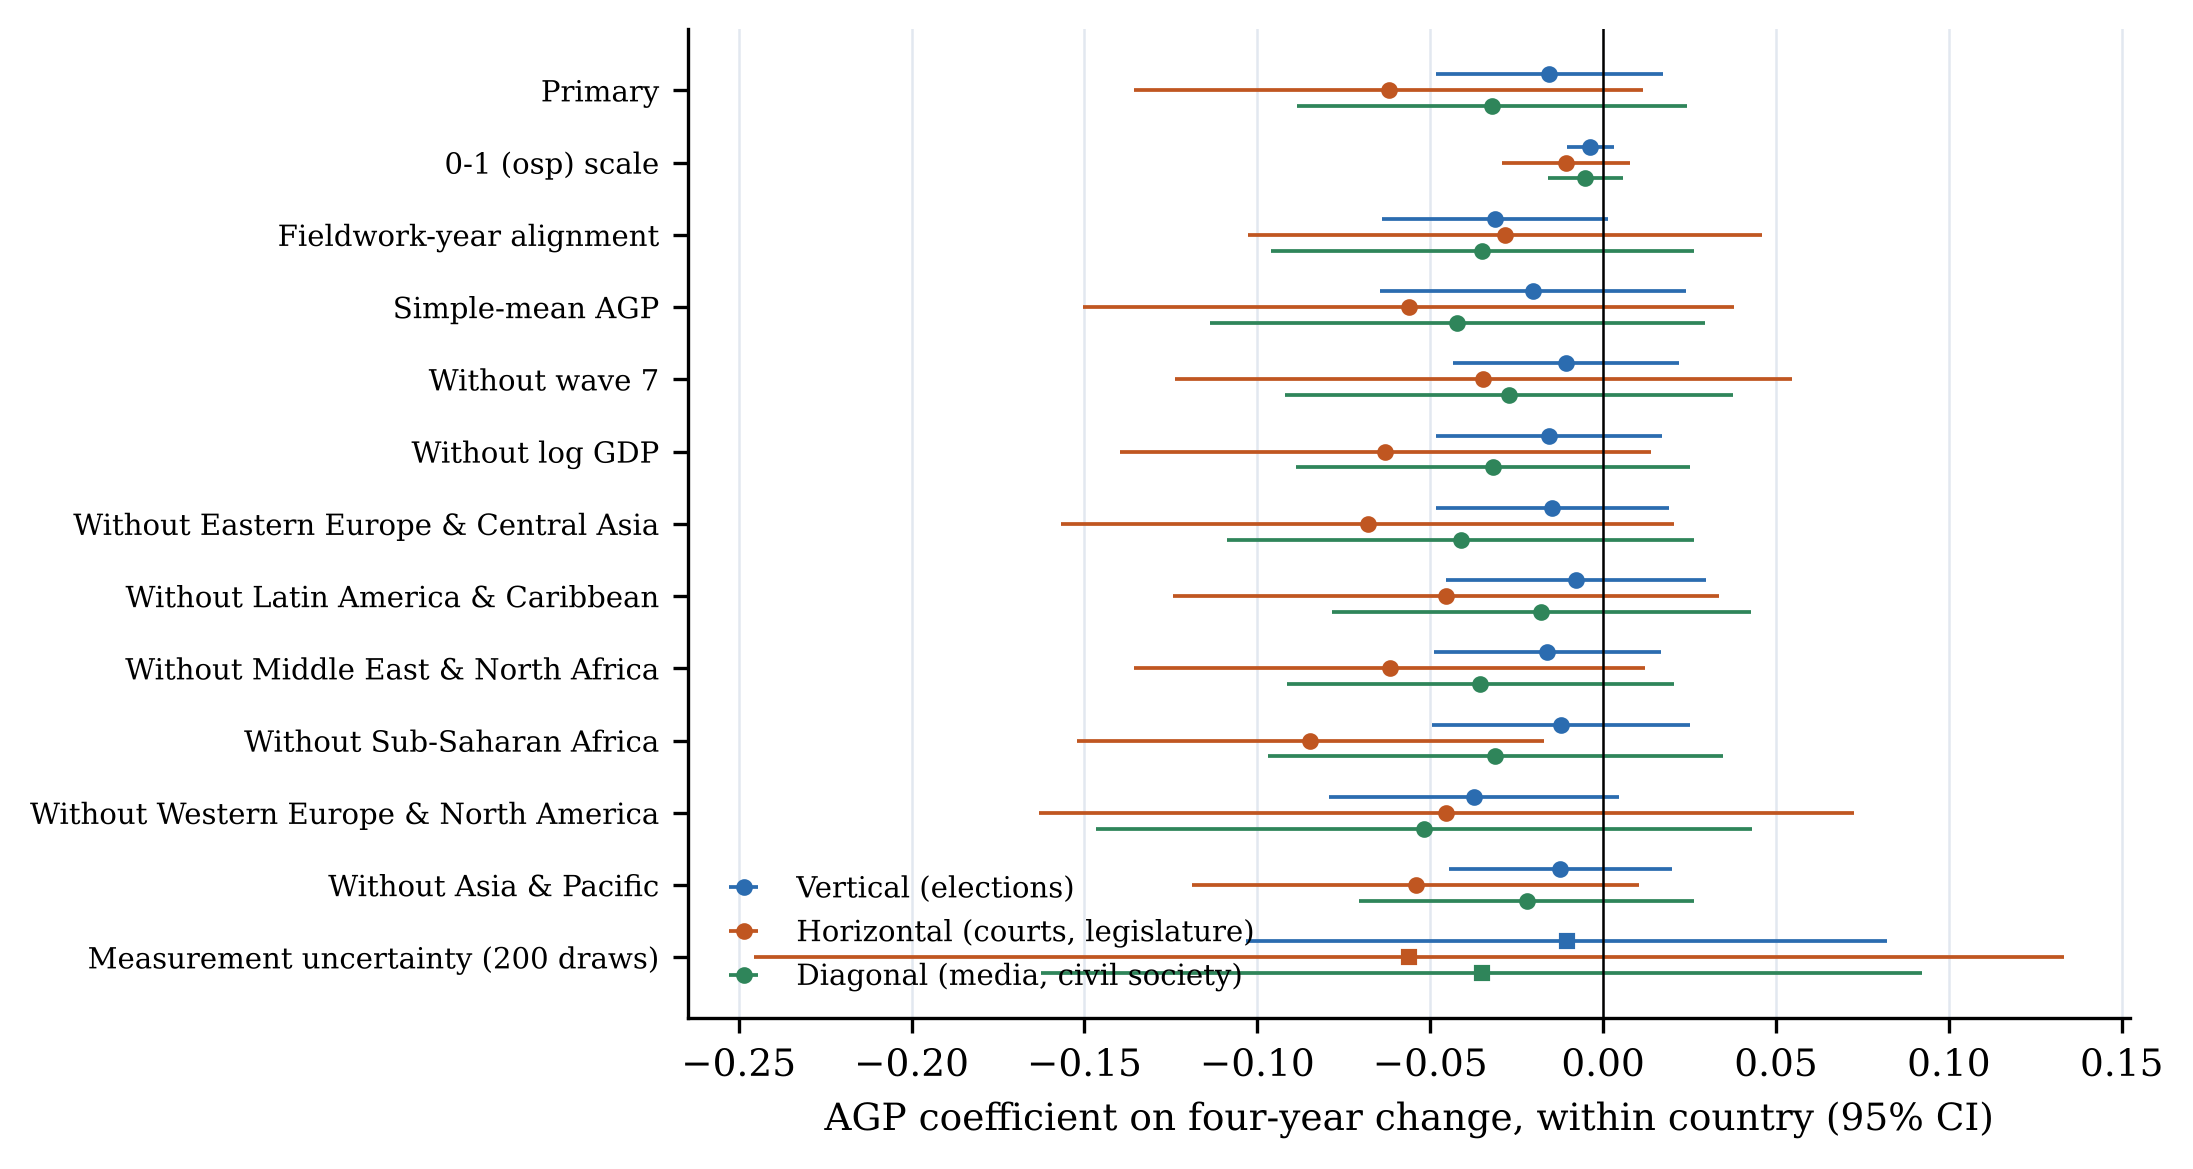 Primary
0-1 (osp) scale
Fieldwork-year alignment
Simple-mean AGP
Without wave 7
Without log GDP
Without Eastern Europe & Central Asia
Without Latin America & Caribbean
Without Middle East & North Africa
Without Sub-Saharan Africa
Without Western Europe & North America
Without Asia & Pacific
Measurement uncertainty (200 draws)
Vertical (elections)
Horizontal (courts, legislature)
Diagonal (media, civil society)
−0.25 −0.20 −0.15 −0.10 −0.05 0.00 0.05 0.10 0.15
AGP coefficient on four-year change, within country (95% CI)